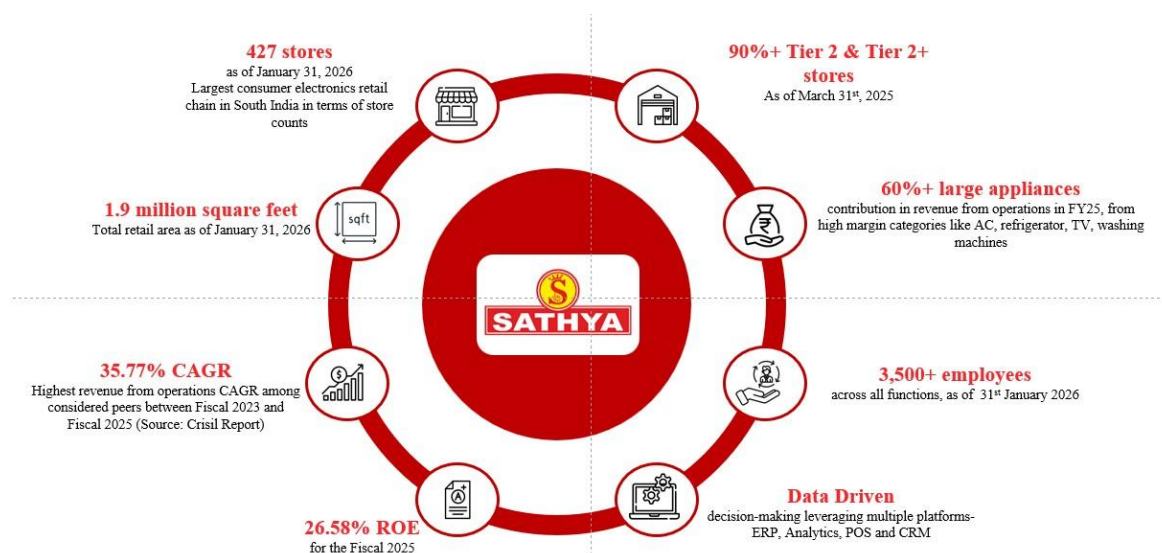 427 stores
as of January 31, 2026
Largest consumer electronics retail
chain in South India in terms of store
counts
90%+ Tier 2 & Tier 2+
stores
As of March 31st, 2025
1.9 million square feet
Total retail area as of January 31, 2026
sqft
60%+ large appliances
contribution in revenue from operations in FY25, from
high margin categories like AC, refrigerator, TV, washing
machines
S
SATHYA
35.77% CAGR
Highest revenue from operations CAGR among
considered peers between Fiscal 2023 and
Fiscal 2025 (Source: Crisil Report)
3,500+ employees
across all functions, as of 31st January 2026
26.58% ROE
for the Fiscal 2025
A+
Data Driven
decision-making leveraging multiple platforms-
ERP, Analytics, POS and CRM